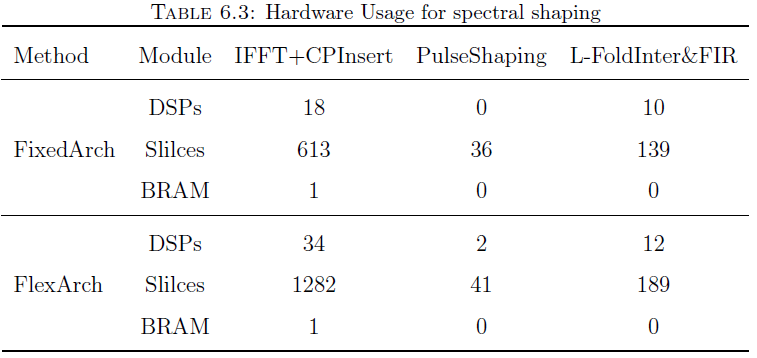 TABLE 6.3: Hardware Usage for spectral shaping
Method Module IFFT+CPInsert PulseShaping L-FoldInter&FIR
DSPs 18 0 10
FixedArch Slilces 613 36 139
BRAM 1 0 0
DSPs 34 2 12
FlexArch Slilces 1282 41 189
BRAM 1 0 0